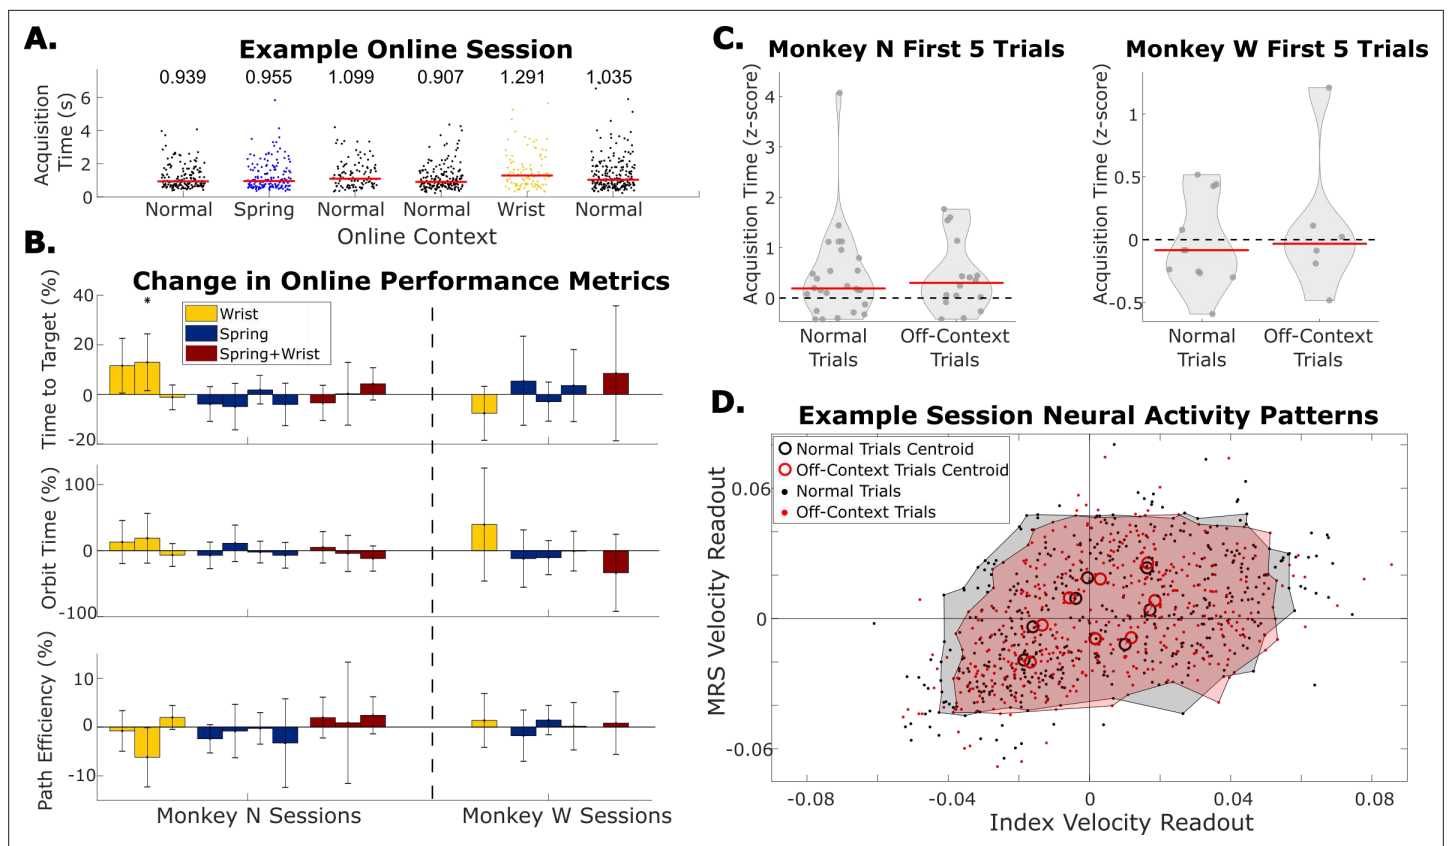 A.
Example Online Session
0.939 0.955 1.099 0.907 1.291 1.035
Acquisition
Time (s)
6
4
2
0
Normal Spring Normal Normal Wrist Normal
Online Context
B.
Change in Online Performance Metrics
Time to Target (%)
40
20
0
-20
*
Wrist
Spring
Spring+Wrist
Orbit Time (%)
100
0
-100
Path Efficiency (%)
10
0
-10
Monkey N Sessions Monkey W Sessions
C.
Monkey N First 5 Trials
Acquisition Time (z-score)
4
3
2
1
0
Normal Off-Context
Trials Trials
Monkey W First 5 Trials
Acquisition Time (z-score)
1
0.5
0
-0.5
Normal Off-Context
Trials Trials
D.
Example Session Neural Activity Patterns
Normal Trials Centroid
Off-Context Trials Centroid
Normal Trials
Off-Context Trials
MRS Velocity Readout
0.06
0
-0.06
-0.08 -0.04 0 0.04 0.08
Index Velocity Readout